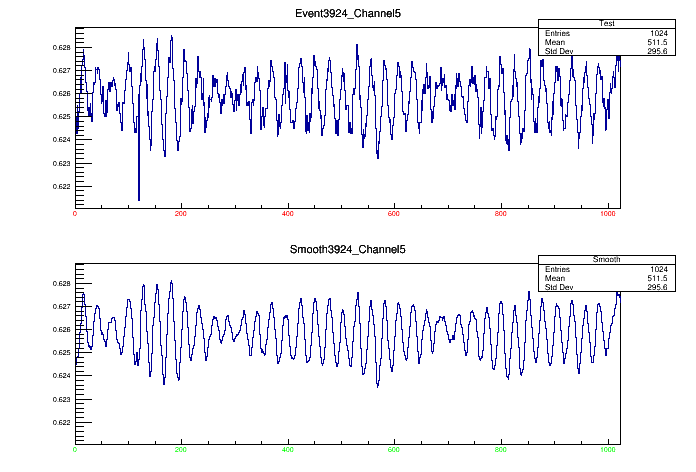 Event3924_Channel5
Test
Entries 1024
Mean 511.5
Std Dev 295.6
0.628
0.627
0.626
0.625
0.624
0.623
0.622
0 200 400 600 800 1000
Smooth3924_Channel5
Smooth
Entries 1024
Mean 511.5
Std Dev 295.6
0.628
0.627
0.626
0.625
0.624
0.623
0.622
0 200 400 600 800 1000